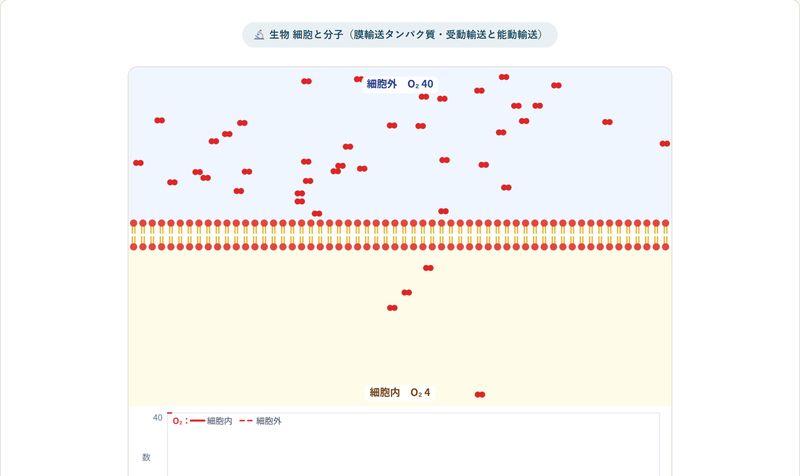 🔬 生物 細胞と分子（膜輸送タンパク質・受動輸送と能動輸送）
細胞外 O₂ 40
細胞内 O₂ 4
40
O₂： 細胞内 細胞外
数